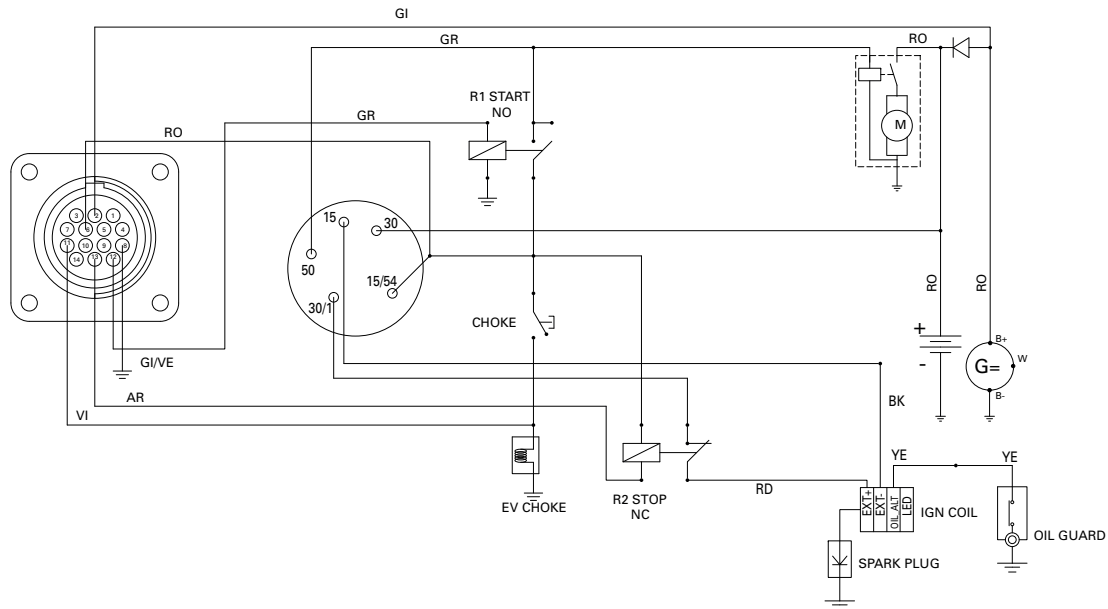 GI
GR
RO
R1 START
NO
GR
RO
M
3
2
1
7
6
5
4
11
10
9
8
14
13
12
15
30
50
15/54
30/1
CHOKE
RO
RO
+
-
B+
G=
W
B-
GI/VE
AR
VI
BK
YE
YE
EV CHOKE
R2 STOP
NC
RD
EXT+
EXT-
OIL_ALT
LED
IGN COIL
OIL GUARD
SPARK PLUG